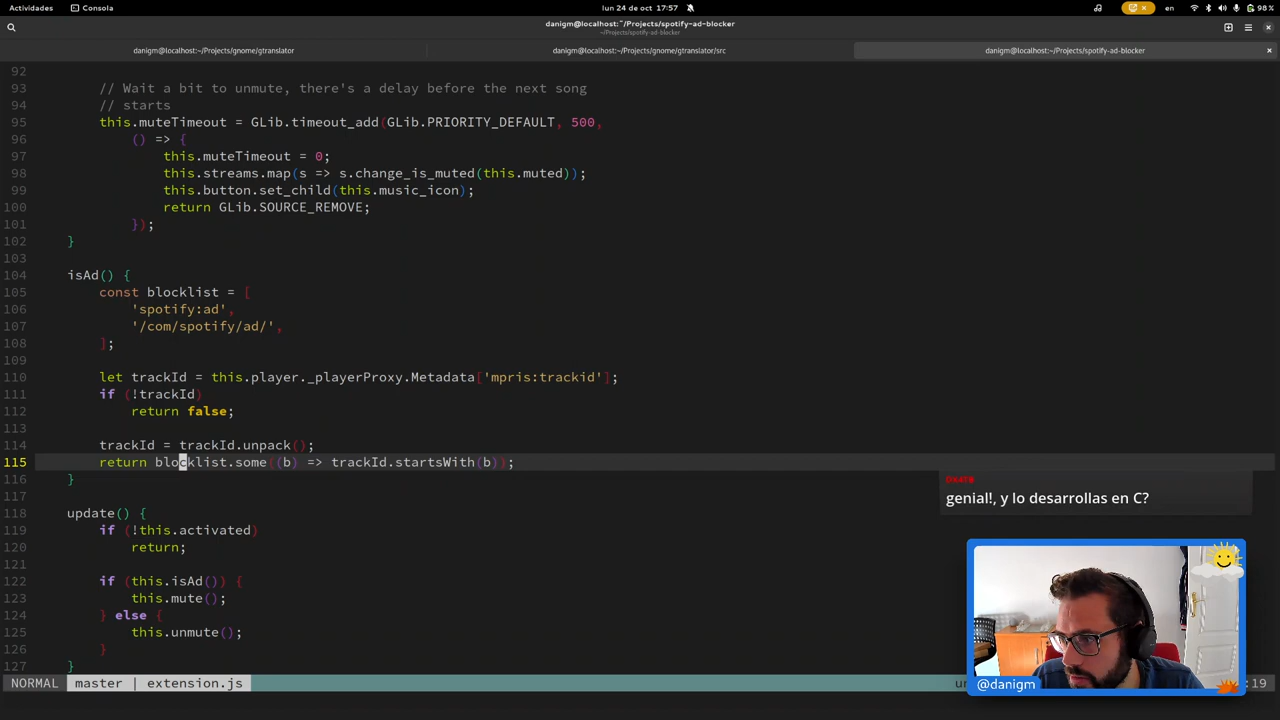 Actividades
Consola
lun 24 de oct 17:57
en
98 %
danigm@localhost:~/Projects/spotify-ad-blocker
~/Projects/spotify-ad-blocker
danigm@localhost:~/Projects/gnome/gtranslator
danigm@localhost:~/Projects/gnome/gtranslator/src
danigm@localhost:~/Projects/spotify-ad-blocker
92
93 // Wait a bit to unmute, there's a delay before the next song
94 // starts
95 this.muteTimeout = GLib.timeout_add(GLib.PRIORITY_DEFAULT, 500,
96 () => {
97 this.muteTimeout = 0;
98 this.streams.map(s => s.change_is_muted(this.muted));
99 this.button.set_child(this.music_icon);
100 return GLib.SOURCE_REMOVE;
101 });
102 }
103
104 isAd() {
105 const blocklist = [
106 'spotify:ad',
107 '/com/spotify/ad/',
108 ];
109
110 let trackId = this.player._playerProxy.Metadata['mpris:trackid'];
111 if (!trackId)
112 return false;
113
114 trackId = trackId.unpack();
115 return blocklist.some((b) => trackId.startsWith(b));
116 }
117
118 update() {
119 if (!this.activated)
120 return;
121
122 if (this.isAd()) {
123 this.mute();
124 } else {
125 this.unmute();
126 }
127 }
genial!, y lo desarrollas en C?
@danigm
NORMAL master | extension.js
:19